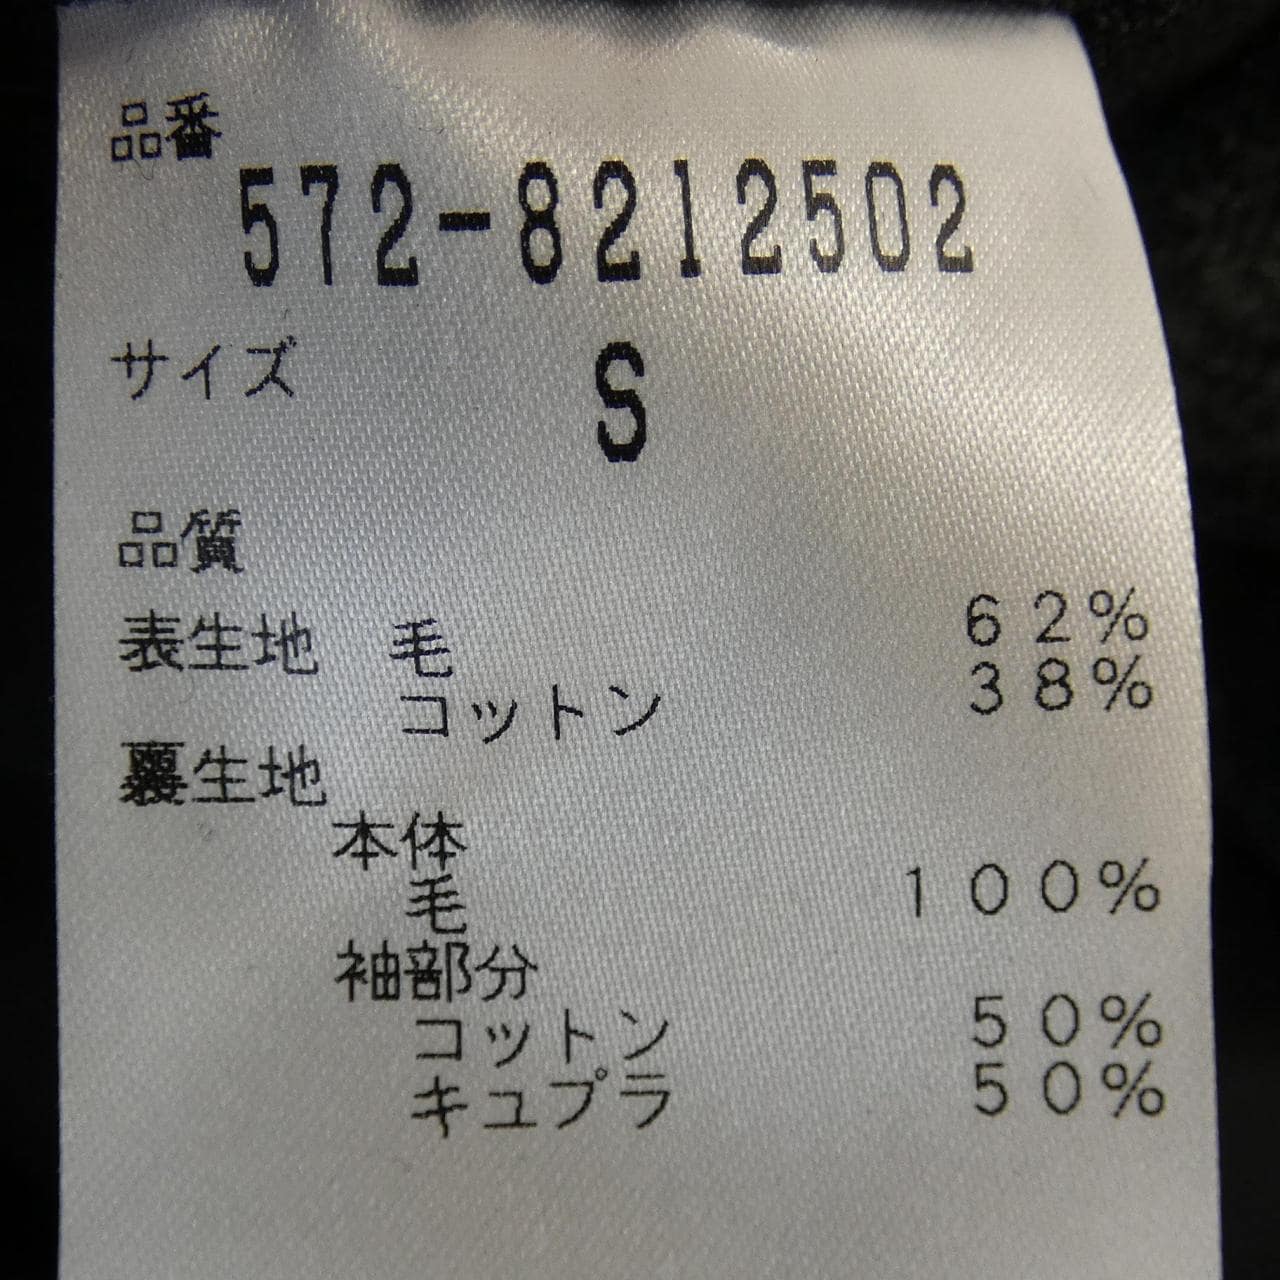 品番
572-8212502
サイズ S
品質
表生地 毛 62%
コットン 38%
裏生地
本体
毛 100%
袖部分
コットン 50%
キュプラ 50%